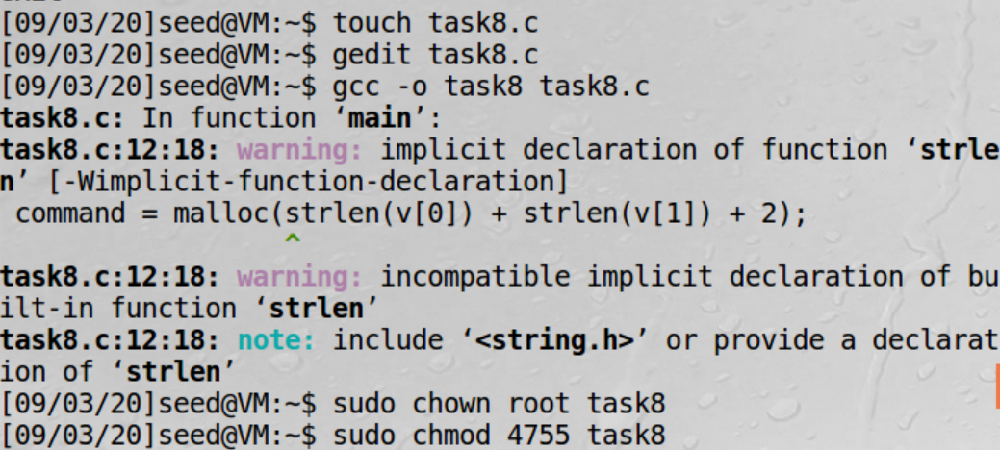 [09/03/20]seed@VM:~$ touch task8.c
[09/03/20]seed@VM:~$ gedit task8.c
[09/03/20]seed@VM:~$ gcc -o task8 task8.c
task8.c: In function ‘main’:
task8.c:12:18: warning: implicit declaration of function ‘strle
n’ [-Wimplicit-function-declaration]
command = malloc(strlen(v[0]) + strlen(v[1]) + 2);
^
task8.c:12:18: warning: incompatible implicit declaration of bu
ilt-in function ‘strlen’
task8.c:12:18: note: include ‘<string.h>’ or provide a declarat
ion of ‘strlen’
[09/03/20]seed@VM:~$ sudo chown root task8
[09/03/20]seed@VM:~$ sudo chmod 4755 task8